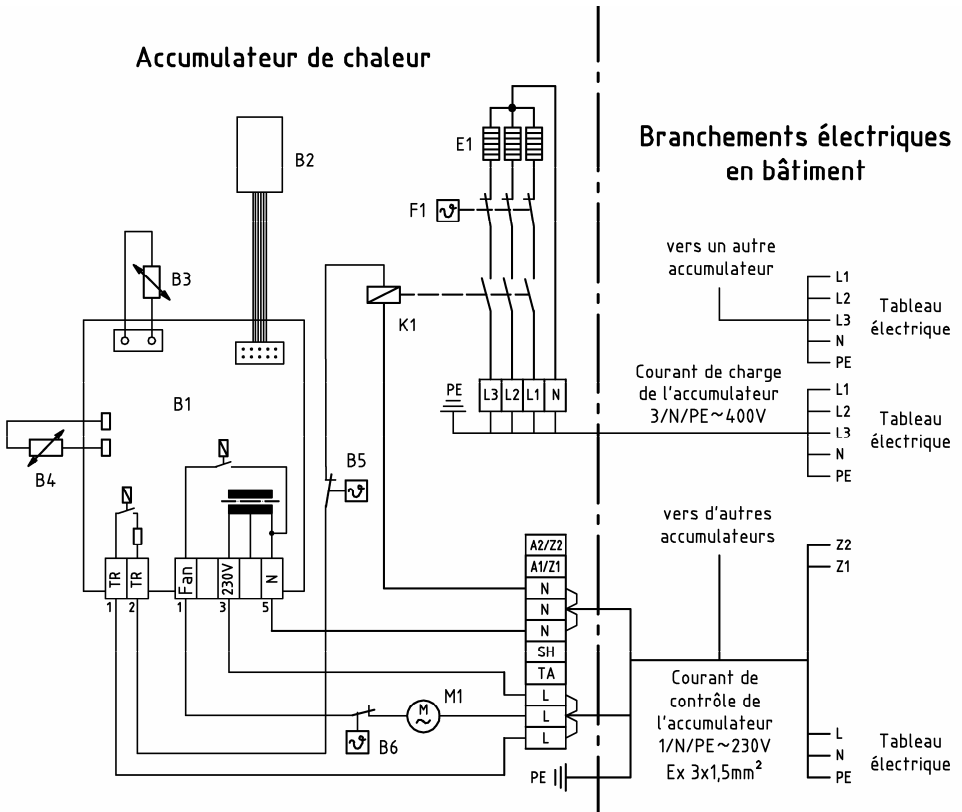 Accumulateur de chaleur
Branchements électriques
en bâtiment
B2
E1
F1
B3
K1
vers un autre
accumulateur
L1
L2
L3
N
PE
Tableau
électrique
Courant de charge
de l'accumulateur
3/N/PE~400V
L1
L2
L3
N
PE
Tableau
électrique
PE
L3
L2
L1
N
B1
B4
B5
vers d'autres
accumulateurs
Z2
Z1
TR
TR
Fan
230V
N
1
2
1
3
5
A2/Z2
A1/Z1
N
N
N
SH
TA
L
L
L
M1
M
~
B6
PE
Courant de
contrôle de
l'accumulateur
1/N/PE~230V
Ex 3x1,5mm²
L
N
PE
Tableau
électrique